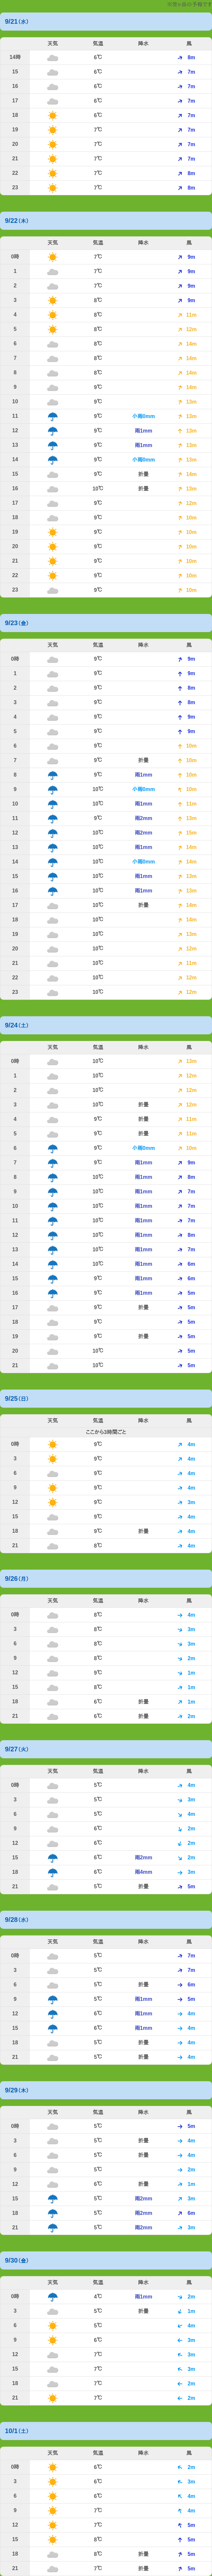 9/21(水)
天気 気温 降水 風
14時 6℃ 8m
15 6℃ 7m
16 6℃ 7m
17 6℃ 7m
18 6℃ 7m
19 7℃ 7m
20 7℃ 7m
21 7℃ 7m
22 7℃ 8m
23 7℃ 8m
9/22(木)
天気 気温 降水 風
0時 7℃ 9m
1 7℃ 9m
2 7℃ 9m
3 8℃ 9m
4 8℃ 11m
5 8℃ 12m
6 8℃ 14m
7 8℃ 14m
8 8℃ 14m
9 9℃ 14m
10 9℃ 13m
11 9℃ 小雨0mm 13m
12 9℃ 雨1mm 13m
13 9℃ 雨1mm 13m
14 9℃ 小雨0mm 13m
15 9℃ 折畳 14m
16 10℃ 折畳 13m
17 9℃ 12m
18 9℃ 10m
19 9℃ 10m
20 9℃ 10m
21 9℃ 10m
22 9℃ 10m
23 9℃ 10m
9/23(金)
天気 気温 降水 風
0時 9℃ 9m
1 9℃ 9m
2 9℃ 8m
3 9℃ 8m
4 9℃ 9m
5 9℃ 9m
6 9℃ 10m
7 9℃ 折畳 10m
8 9℃ 雨1mm 10m
9 10℃ 小雨0mm 10m
10 10℃ 雨1mm 11m
11 9℃ 雨2mm 13m
12 10℃ 雨2mm 15m
13 10℃ 雨1mm 14m
14 10℃ 小雨0mm 14m
15 10℃ 雨1mm 13m
16 10℃ 雨1mm 13m
17 10℃ 折畳 14m
18 10℃ 14m
19 10℃ 13m
20 10℃ 12m
21 10℃ 11m
22 10℃ 12m
23 10℃ 12m
9/24(土)
天気 気温 降水 風
0時 10℃ 13m
1 10℃ 12m
2 10℃ 12m
3 10℃ 折畳 12m
4 9℃ 折畳 11m
5 9℃ 折畳 11m
6 9℃ 小雨0mm 10m
7 9℃ 雨1mm 9m
8 10℃ 雨1mm 8m
9 10℃ 雨1mm 7m
10 10℃ 雨1mm 7m
11 10℃ 雨1mm 7m
12 10℃ 雨1mm 8m
13 10℃ 雨1mm 7m
14 10℃ 雨1mm 6m
15 9℃ 雨1mm 6m
16 9℃ 雨1mm 5m
17 9℃ 折畳 5m
18 9℃ 5m
19 9℃ 折畳 5m
20 10℃ 5m
21 10℃ 5m
9/25(日)
天気 気温 降水 風
ここから3時間ごと
0時 9℃ 4m
3 9℃ 4m
6 9℃ 4m
9 9℃ 4m
12 9℃ 3m
15 9℃ 4m
18 9℃ 折畳 4m
21 8℃ 4m
9/26(月)
天気 気温 降水 風
0時 8℃ 4m
3 8℃ 3m
6 8℃ 3m
9 8℃ 2m
12 9℃ 1m
15 8℃ 1m
18 6℃ 折畳 1m
21 6℃ 折畳 2m
9/27(火)
天気 気温 降水 風
0時 5℃ 4m
3 5℃ 3m
6 5℃ 4m
9 6℃ 2m
12 6℃ 2m
15 6℃ 雨2mm 2m
18 6℃ 雨4mm 3m
21 5℃ 折畳 5m
9/28(水)
天気 気温 降水 風
0時 5℃ 7m
3 5℃ 7m
6 5℃ 折畳 6m
9 5℃ 雨1mm 5m
12 6℃ 雨1mm 4m
15 6℃ 雨1mm 4m
18 5℃ 折畳 4m
21 5℃ 折畳 4m
9/29(木)
天気 気温 降水 風
0時 5℃ 5m
3 5℃ 折畳 4m
6 5℃ 折畳 4m
9 5℃ 2m
12 6℃ 折畳 1m
15 5℃ 雨2mm 3m
18 5℃ 雨2mm 6m
21 5℃ 雨2mm 3m
9/30(金)
天気 気温 降水 風
0時 4℃ 雨1mm 2m
3 5℃ 折畳 1m
6 5℃ 4m
9 6℃ 3m
12 7℃ 3m
15 7℃ 3m
18 7℃ 2m
21 7℃ 2m
10/1(土)
天気 気温 降水 風
0時 6℃ 2m
3 6℃ 3m
6 6℃ 4m
9 7℃ 4m
12 7℃ 5m
15 8℃ 5m
18 8℃ 折畳 5m
21 7℃ 折畳 5m